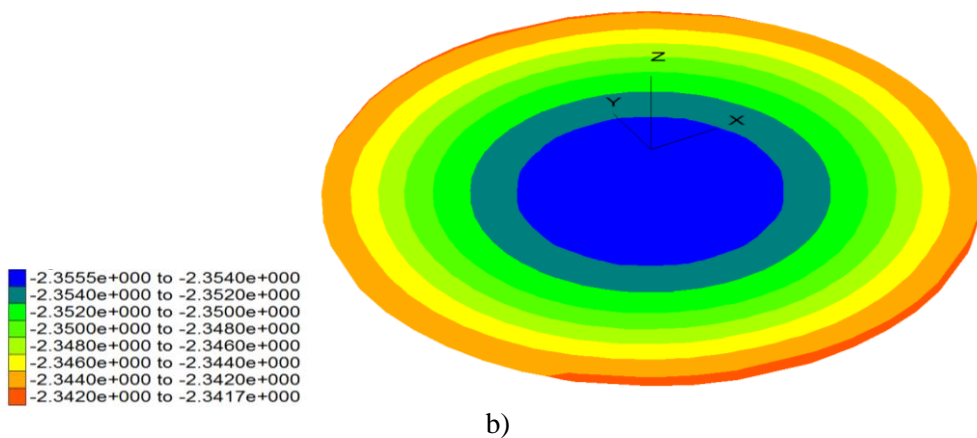 Z
Y
X
-2.3555e+000 to -2.3540e+000
-2.3540e+000 to -2.3520e+000
-2.3520e+000 to -2.3500e+000
-2.3500e+000 to -2.3480e+000
-2.3480e+000 to -2.3460e+000
-2.3460e+000 to -2.3440e+000
-2.3440e+000 to -2.3420e+000
-2.3420e+000 to -2.3417e+000
b)